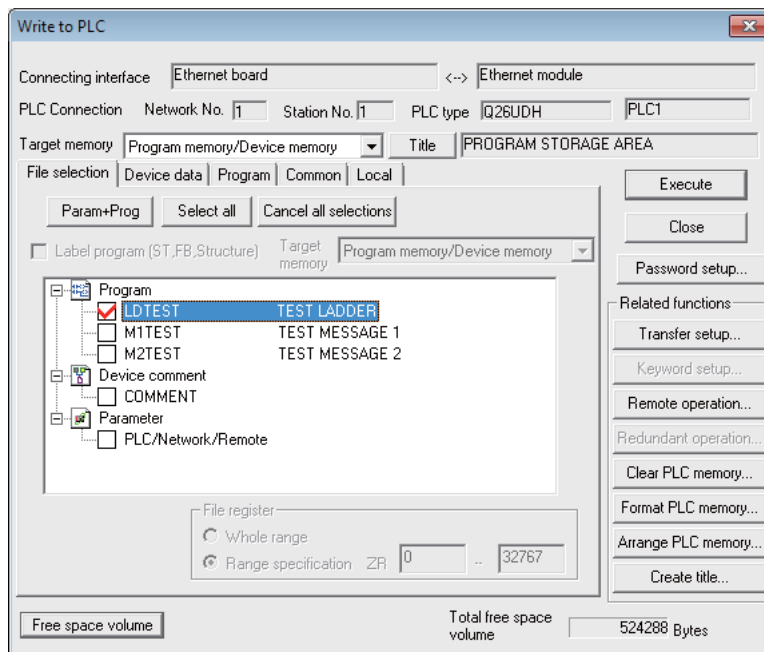 Write to PLC
Connecting interface Ethernet board <--> Ethernet module
PLC Connection Network No. 1 Station No. 1 PLC type Q26UDH PLC1
Target memory Program memory/Device memory Title PROGRAM STORAGE AREA
File selection Device data Program Common Local
Execute
Param+Prog Select all Cancel all selections
Close
Label program (ST,FB,Structure) Target memory Program memory/Device memory
Password setup...
Program
Related functions
LDTEST TEST LADDER
Transfer setup...
M1TEST TEST MESSAGE 1
M2TEST TEST MESSAGE 2
Keyword setup...
Device comment
COMMENT
Remote operation...
Parameter
PLC/Network/Remote
Redundant operation...
Clear PLC memory...
File register
Format PLC memory...
Whole range
Arrange PLC memory...
Range specification ZR 0 .. 32767
Create title...
Free space volume
Total free space volume 524288 Bytes